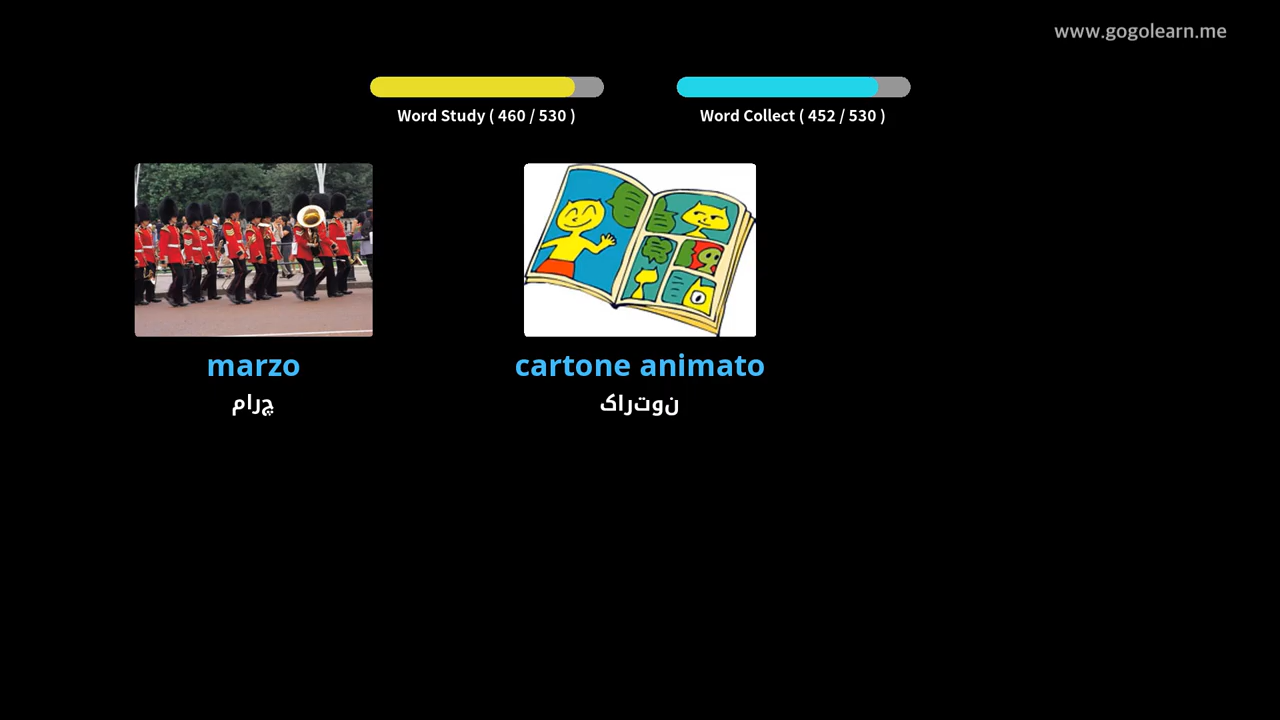 www.gogolearn.me
Word Study ( 460 / 530 )
Word Collect ( 452 / 530 )
marzo
چرام
cartone animato
نوتراک